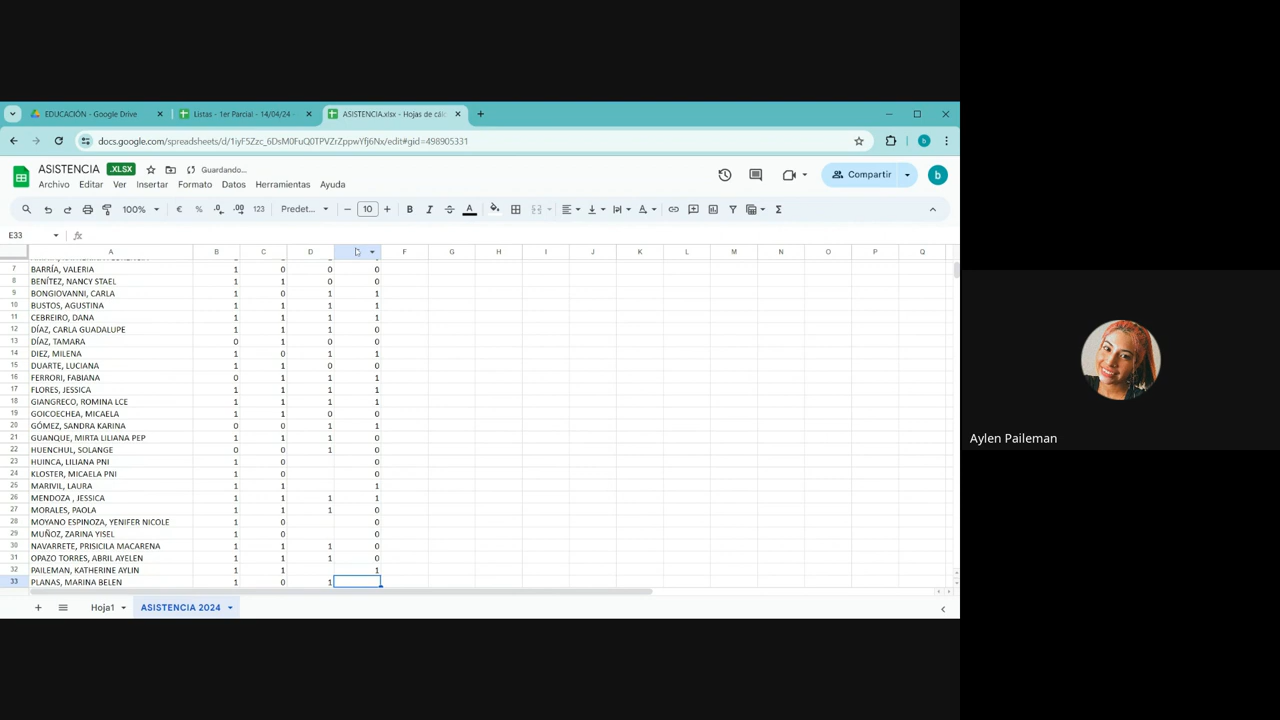 EDUCACIÓN - Google Drive
Listas - 1er Parcial - 14/04/24 -
ASISTENCIA.xlsx - Hojas de cálc
docs.google.com/spreadsheets/d/1iyF5Zzc_6DsM0FuQ0TPVZrZppwYfj6Nx/edit#gid=498905331
ASISTENCIA .XLSX Guardando...
Archivo Editar Ver Insertar Formato Datos Herramientas Ayuda
Compartir b
100% € % .0 .00 123 Predet... 10 B I A Σ
E33 fx
A B C D F G H I J K L M N O P Q
7 BARRÍA, VALERIA 1 0 0 0
8 BENÍTEZ, NANCY STAEL 1 1 0 0
9 BONGIOVANNI, CARLA 1 0 1 1
10 BUSTOS, AGUSTINA 1 1 1 1
11 CEBREIRO, DANA 1 1 1 1
12 DÍAZ, CARLA GUADALUPE 1 1 1 0
13 DÍAZ, TAMARA 0 1 0 0
14 DIEZ, MILENA 1 0 1 1
15 DUARTE, LUCIANA 1 1 0 0
16 FERRORI, FABIANA 0 1 1 1
17 FLORES, JESSICA 1 1 1 1
18 GIANGRECO, ROMINA LCE 1 1 1 1
19 GOICOECHEA, MICAELA 1 1 0 0
20 GÓMEZ, SANDRA KARINA 0 0 1 1
21 GUANQUE, MIRTA LILIANA PEP 1 1 1 0
22 HUENCHUL, SOLANGE 0 0 1 0
23 HUINCA, LILIANA PNI 1 0 0
24 KLOSTER, MICAELA PNI 1 0 0
25 MARIVIL, LAURA 1 1 1
26 MENDOZA , JESSICA 1 1 1 1
27 MORALES, PAOLA 1 1 1 0
28 MOYANO ESPINOZA, YENIFER NICOLE 1 0 0
29 MUÑOZ, ZARINA YISEL 1 0 0
30 NAVARRETE, PRISICILA MACARENA 1 1 1 0
31 OPAZO TORRES, ABRIL AYELEN 1 1 1 0
32 PAILEMAN, KATHERINE AYLIN 1 1 1
33 PLANAS, MARINA BELEN 1 0 1
Hoja1 ASISTENCIA 2024
Aylen Paileman